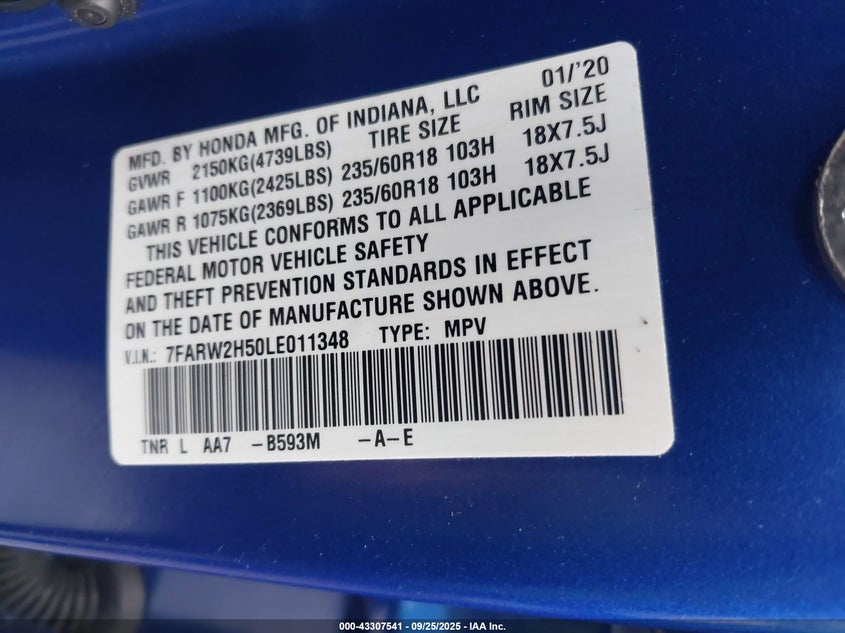 01/'20
MFD. BY HONDA MFG. OF INDIANA, LLC
GVWR 2150KG(4739LBS) TIRE SIZE RIM SIZE
GAWR F 1100KG(2425LBS) 235/60R18 103H 18X7.5J
GAWR R 1075KG(2369LBS) 235/60R18 103H 18X7.5J
THIS VEHICLE CONFORMS TO ALL APPLICABLE
FEDERAL MOTOR VEHICLE SAFETY
AND THEFT PREVENTION STANDARDS IN EFFECT
ON THE DATE OF MANUFACTURE SHOWN ABOVE.
V.I.N.: 7FARW2H50LE011348 TYPE: MPV
TNR L AA7 -B593M -A-E
000-43307541 - 09/25/2025 - IAA Inc.